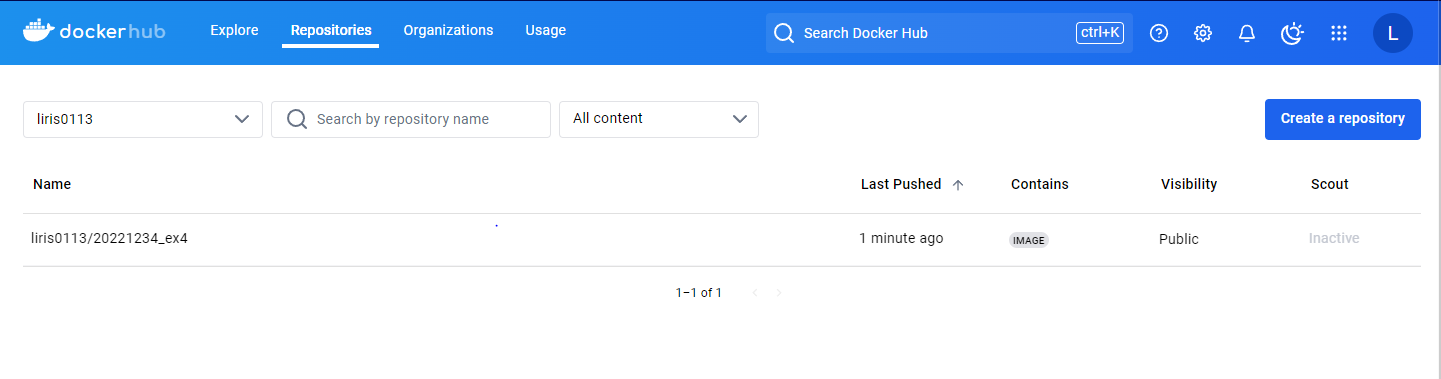 dockerhub Explore Repositories Organizations Usage Search Docker Hub ctrl+K L
liris0113 Search by repository name All content Create a repository
Name Last Pushed Contains Visibility Scout
liris0113/20221234_ex4 1 minute ago IMAGE Public Inactive
1–1 of 1